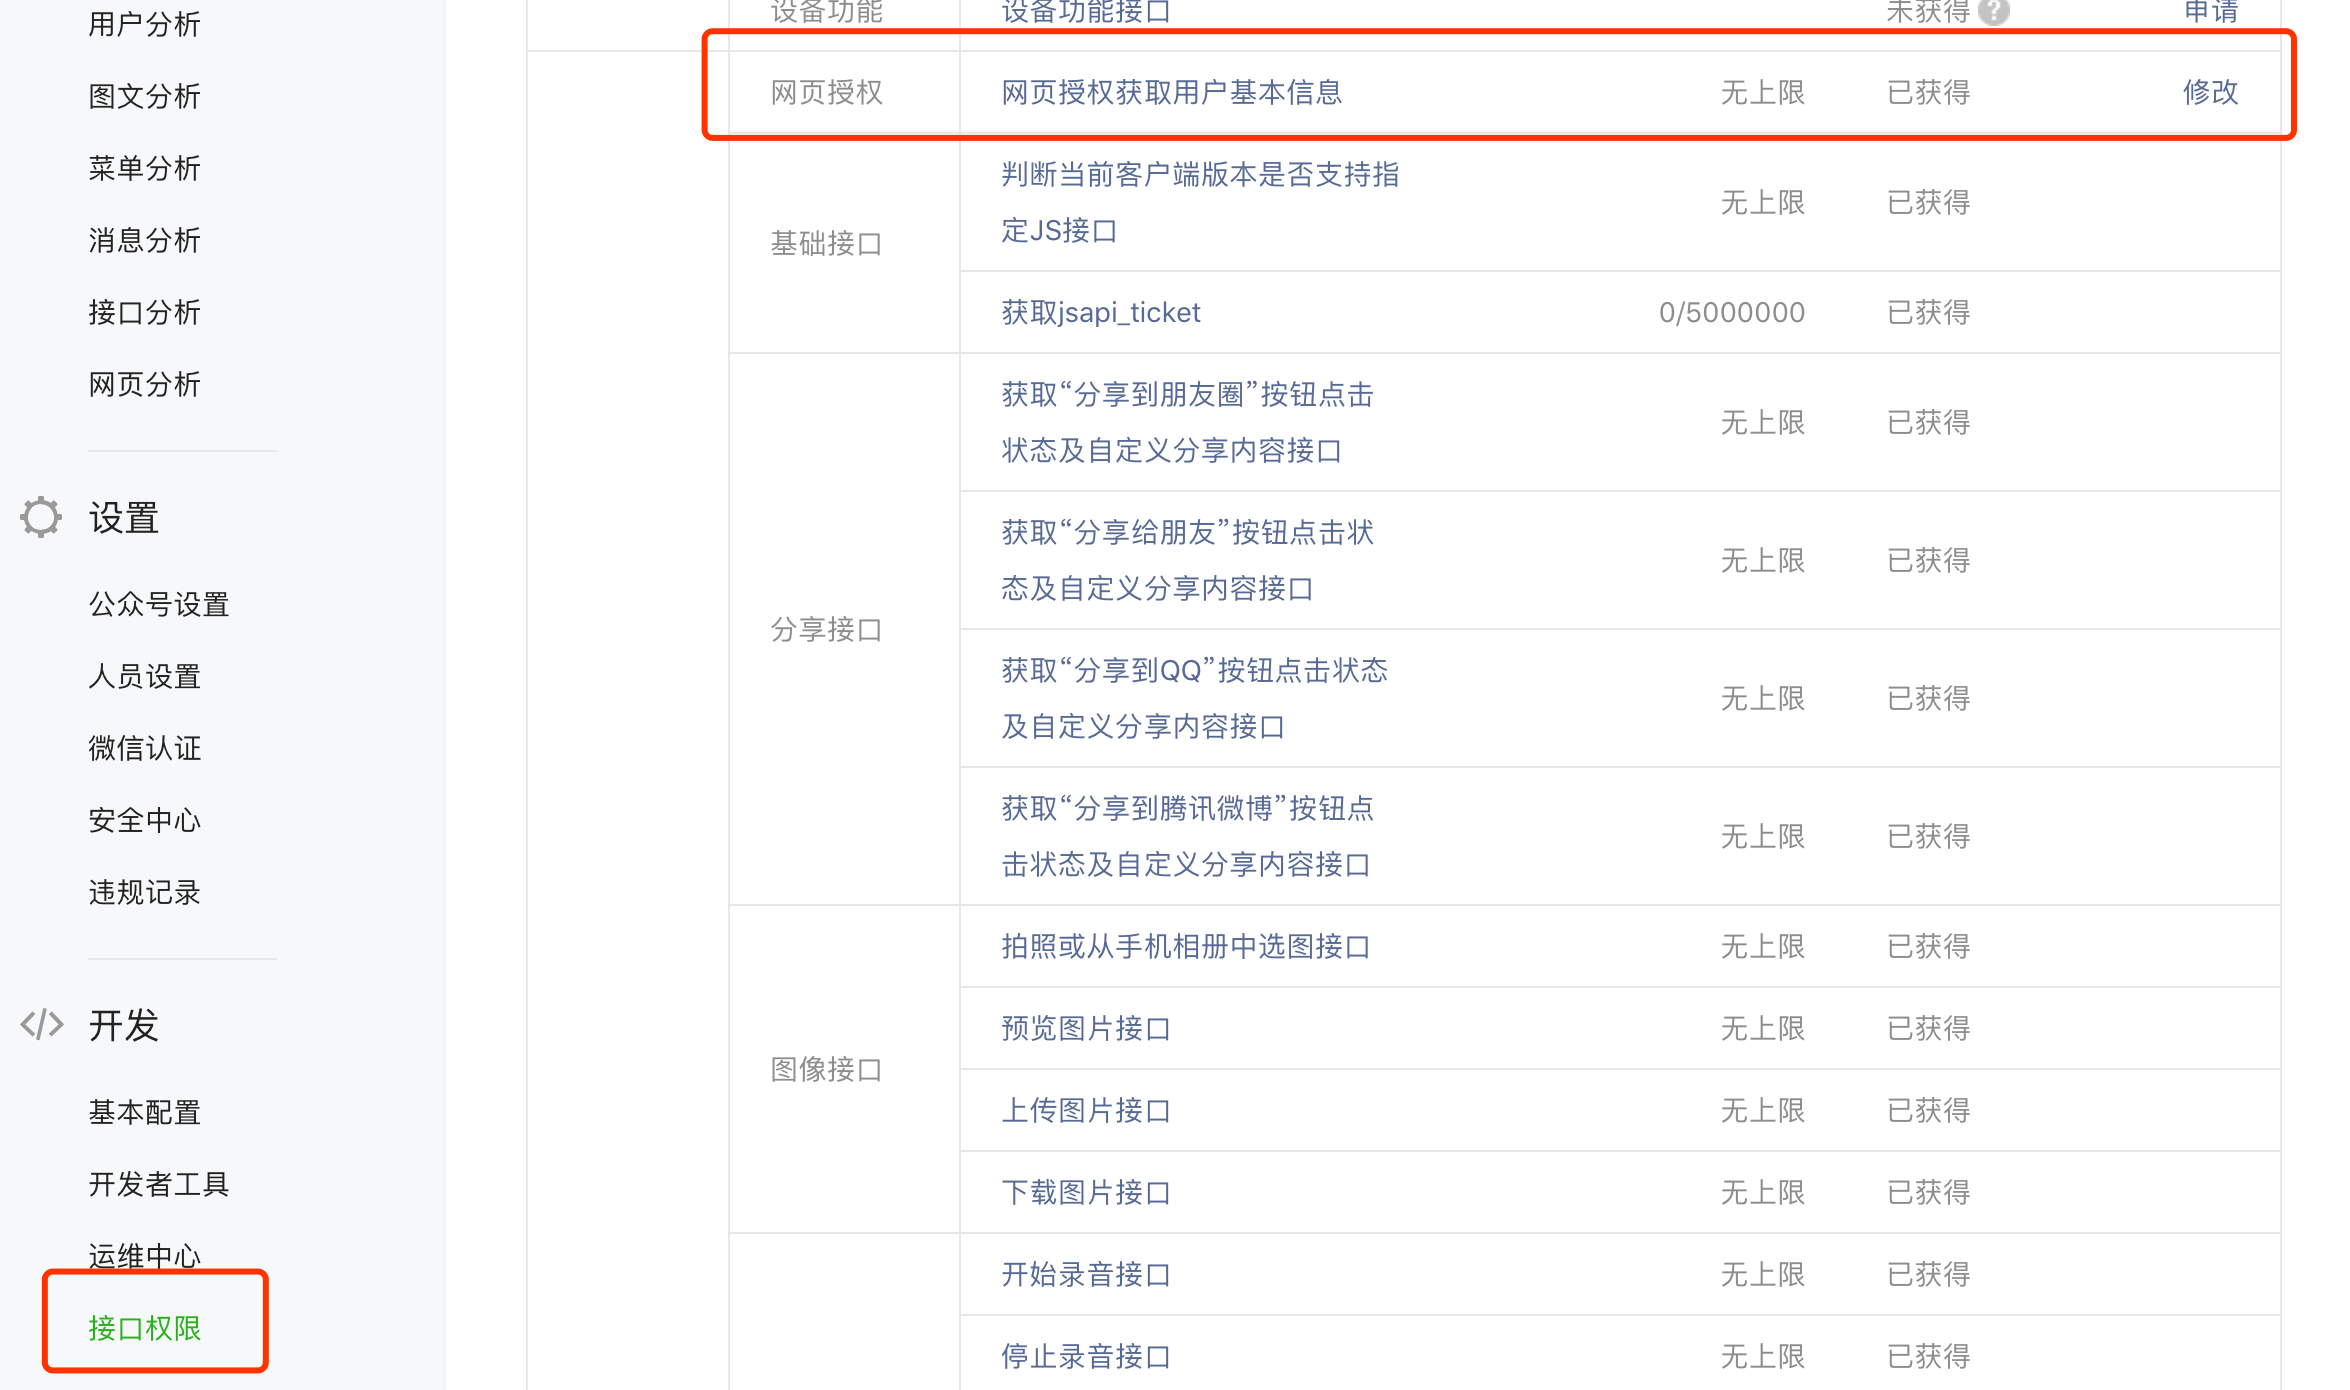 用户分析
图文分析
菜单分析
消息分析
接口分析
网页分析
设置
公众号设置
人员设置
微信认证
安全中心
违规记录
开发
基本配置
开发者工具
运维中心
接口权限
设备功能 设备功能接口 未获得 ? 申请
网页授权 网页授权获取用户基本信息 无上限 已获得 修改
基础接口
判断当前客户端版本是否支持指
定JS接口 无上限 已获得
获取jsapi_ticket 0/5000000 已获得
分享接口
获取“分享到朋友圈”按钮点击
状态及自定义分享内容接口 无上限 已获得
获取“分享给朋友”按钮点击状
态及自定义分享内容接口 无上限 已获得
获取“分享到QQ”按钮点击状态
及自定义分享内容接口 无上限 已获得
获取“分享到腾讯微博”按钮点
击状态及自定义分享内容接口 无上限 已获得
图像接口
拍照或从手机相册中选图接口 无上限 已获得
预览图片接口 无上限 已获得
上传图片接口 无上限 已获得
下载图片接口 无上限 已获得
开始录音接口 无上限 已获得
停止录音接口 无上限 已获得